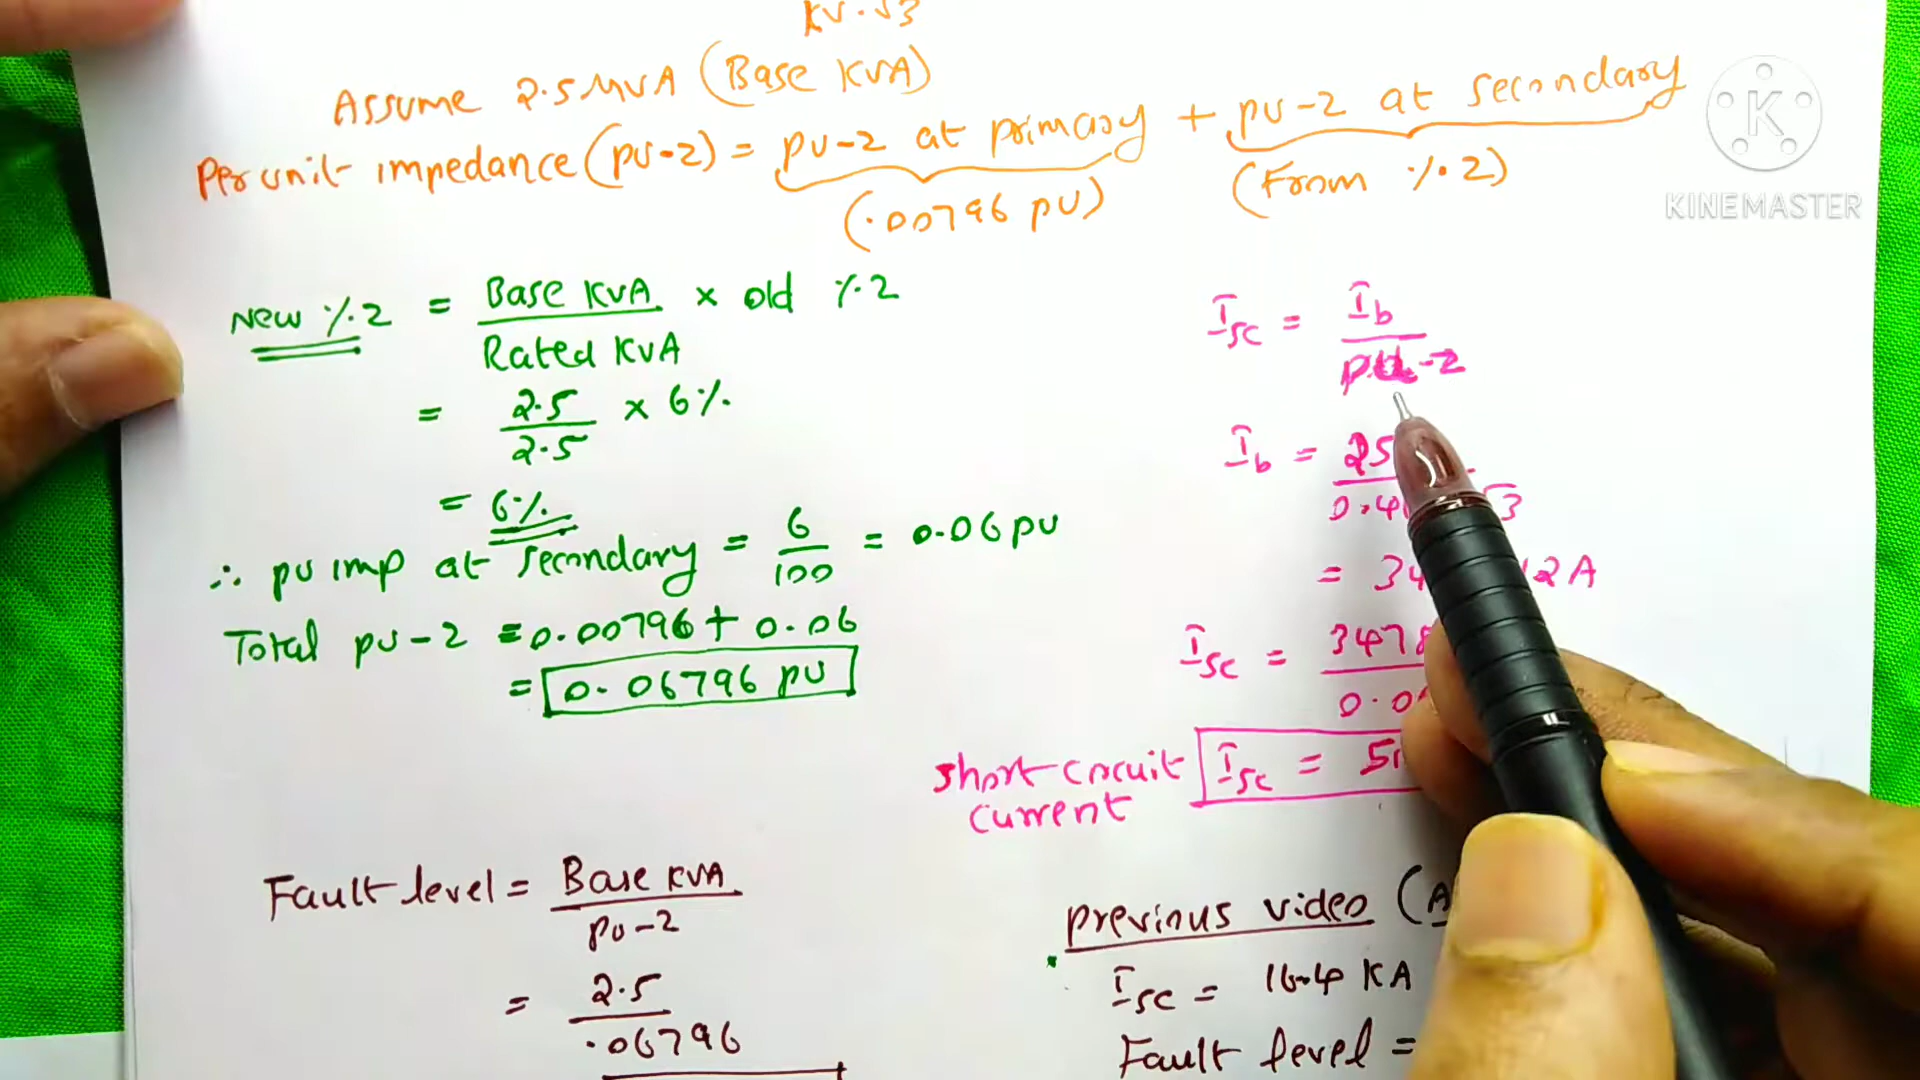 KV.√3
Assume 2.5MVA (Base KVA)
Per unit impedance (pu-z) = pu-z at primary + pu-z at secondary
(.00796 pu) (From %z)
New %z = Base KVA / Rated KVA × old %z
= 2.5 / 2.5 × 6%
= 6%
∴ pu imp at secondary = 6 / 100 = 0.06 pu
Total pu-z = 0.00796 + 0.06
= 0.06796 pu
Isc = Ib / pu-z
Ib = 
= 
Isc = 
short circuit current Isc = 
Fault level = Base KVA / pu-z
= 2.5 / .06796
previous video
Isc = 16.4 KA
Fault level =
KINEMASTER